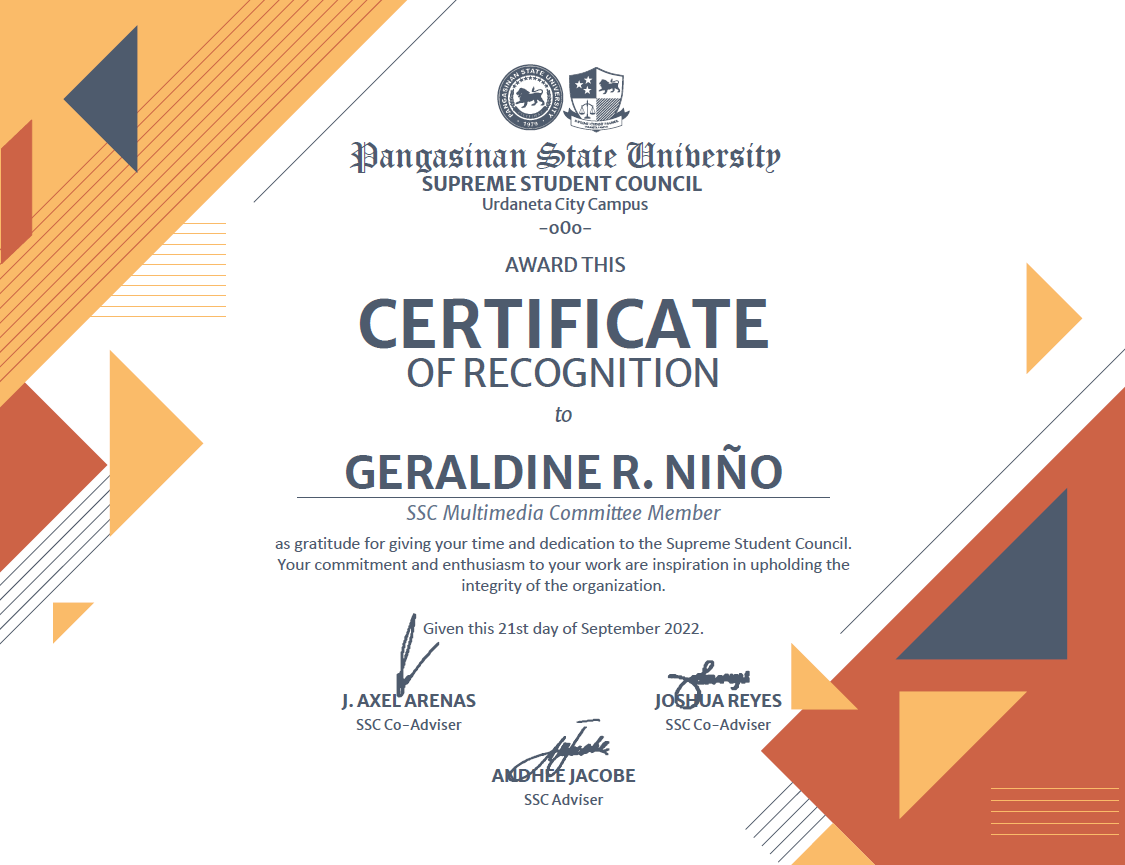 PANGASINAN STATE UNIVERSITY
1979
Pangasinan State University
SUPREME STUDENT COUNCIL
Urdaneta City Campus
-oOo-
AWARD THIS
CERTIFICATE
OF RECOGNITION
to
GERALDINE R. NIÑO
SSC Multimedia Committee Member
as gratitude for giving your time and dedication to the Supreme Student Council.
Your commitment and enthusiasm to your work are inspiration in upholding the
integrity of the organization.
Given this 21st day of September 2022.
J. AXEL ARENAS
SSC Co-Adviser
JOSHUA REYES
SSC Co-Adviser
ANDHEE JACOBE
SSC Adviser